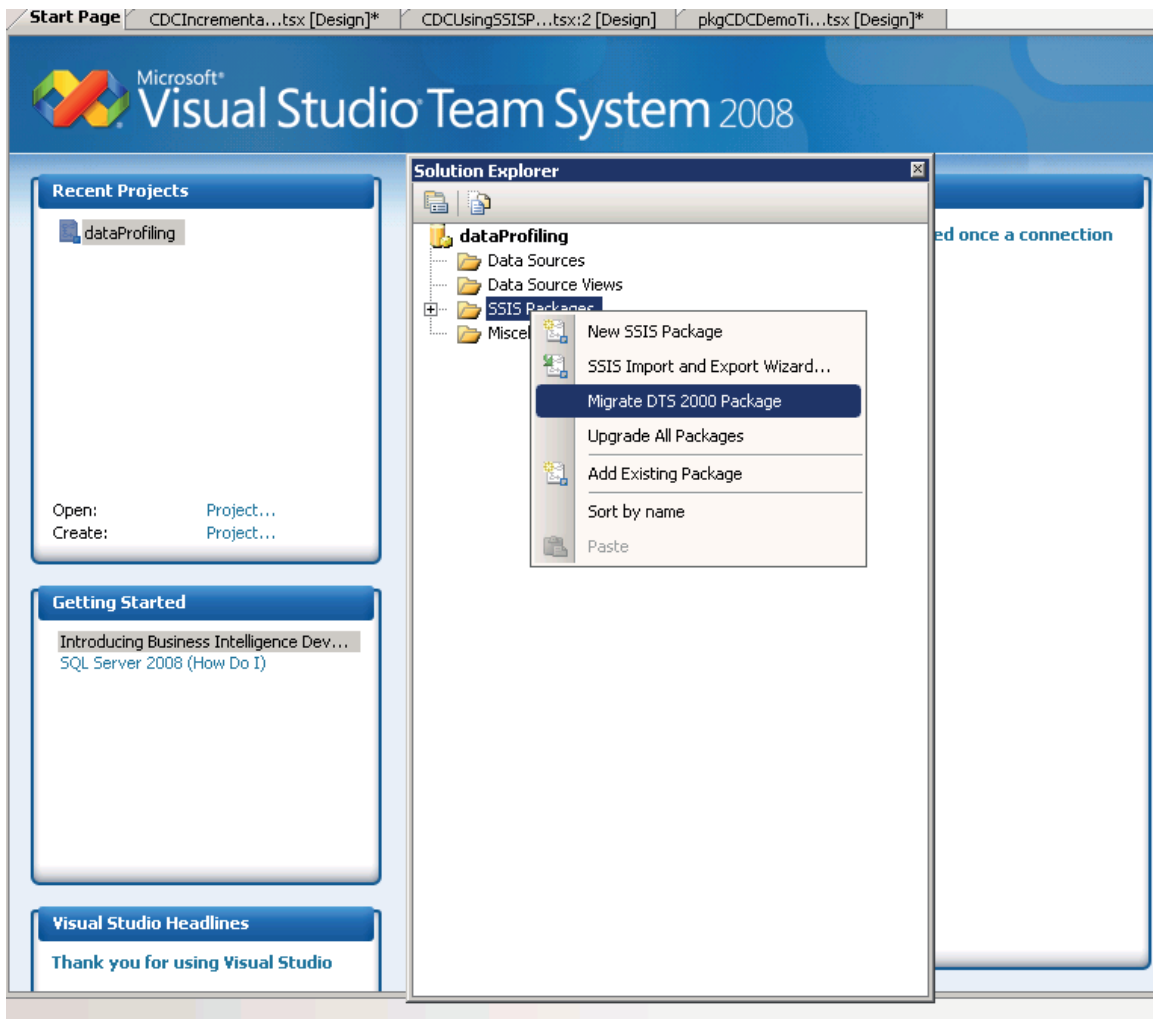 Start Page
CDCIncrementa...tsx [Design]*
CDCUsingSSISP...tsx:2 [Design]
pkgCDCDemoTi...tsx [Design]*
Microsoft®
Visual Studio Team System 2008
Recent Projects
dataProfiling
Open: Project...
Create: Project...
Getting Started
Introducing Business Intelligence Dev...
SQL Server 2008 (How Do I)
Visual Studio Headlines
Thank you for using Visual Studio
Solution Explorer
dataProfiling
Data Sources
Data Source Views
SSIS Packages
Miscel
New SSIS Package
SSIS Import and Export Wizard...
Migrate DTS 2000 Package
Upgrade All Packages
Add Existing Package
Sort by name
Paste
ed once a connection